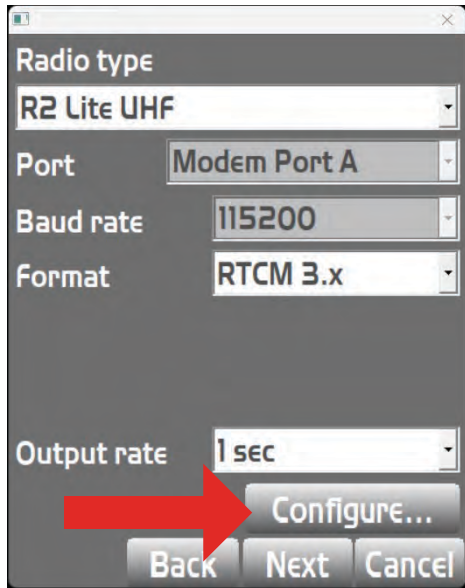 Radio type
R2 Lite UHF
Port Modem Port A
Baud rate 115200
Format RTCM 3.x
Output rate 1 sec
Configure...
Back Next Cancel